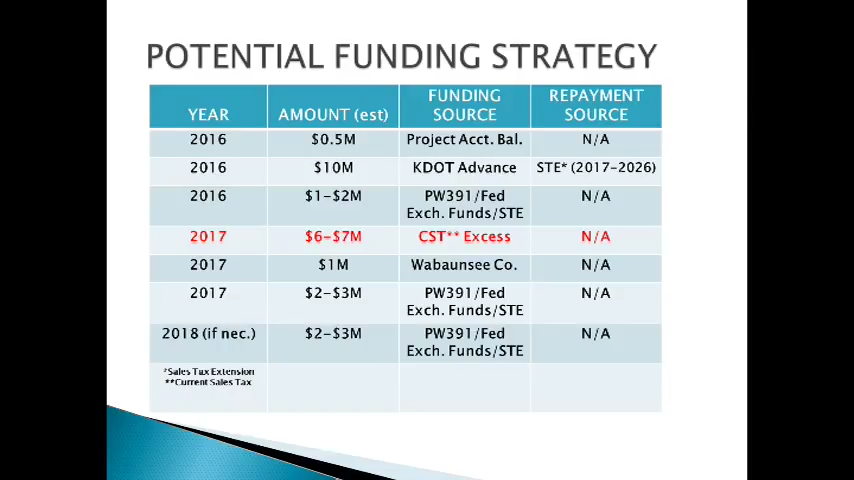 POTENTIAL FUNDING STRATEGY
YEAR AMOUNT (est) FUNDING SOURCE REPAYMENT SOURCE
2016 $0.5M Project Acct. Bal. N/A
2016 $10M KDOT Advance STE* (2017-2026)
2016 $1-$2M PW391/Fed Exch. Funds/STE N/A
2017 $6-$7M CST** Excess N/A
2017 $1M Wabaunsee Co. N/A
2017 $2-$3M PW391/Fed Exch. Funds/STE N/A
2018 (if nec.) $2-$3M PW391/Fed Exch. Funds/STE N/A
*Sales Tax Extension
**Current Sales Tax